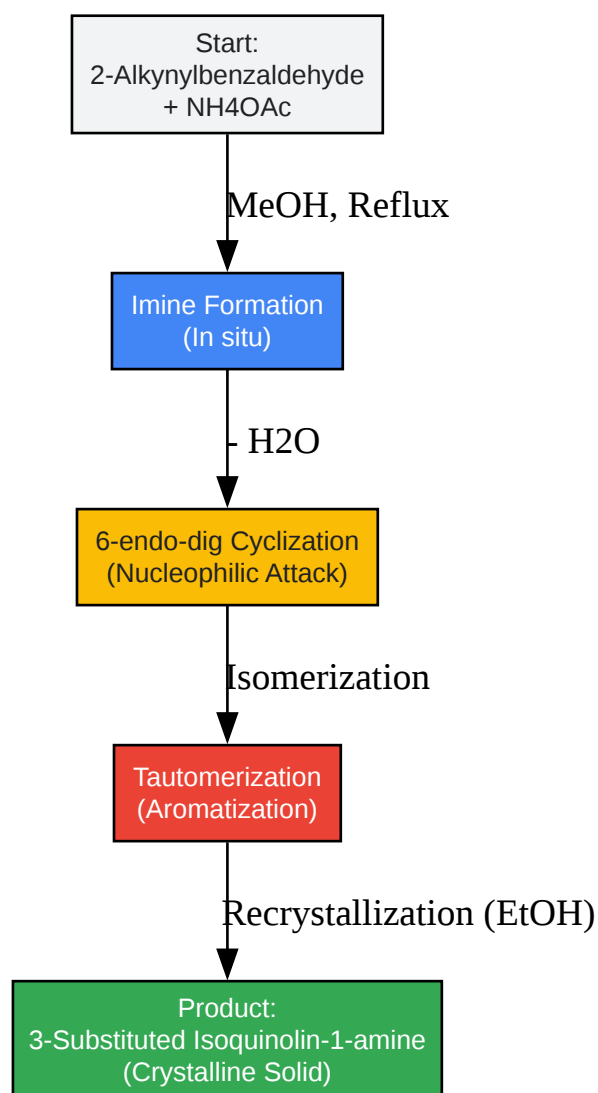 Start:
2-Alkynylbenzaldehyde
+ NH4OAc
MeOH, Reflux
Imine Formation
(In situ)
- H2O
6-endo-dig Cyclization
(Nucleophilic Attack)
Isomerization
Tautomerization
(Aromatization)
Recrystallization (EtOH)
Product:
3-Substituted Isoquinolin-1-amine
(Crystalline Solid)